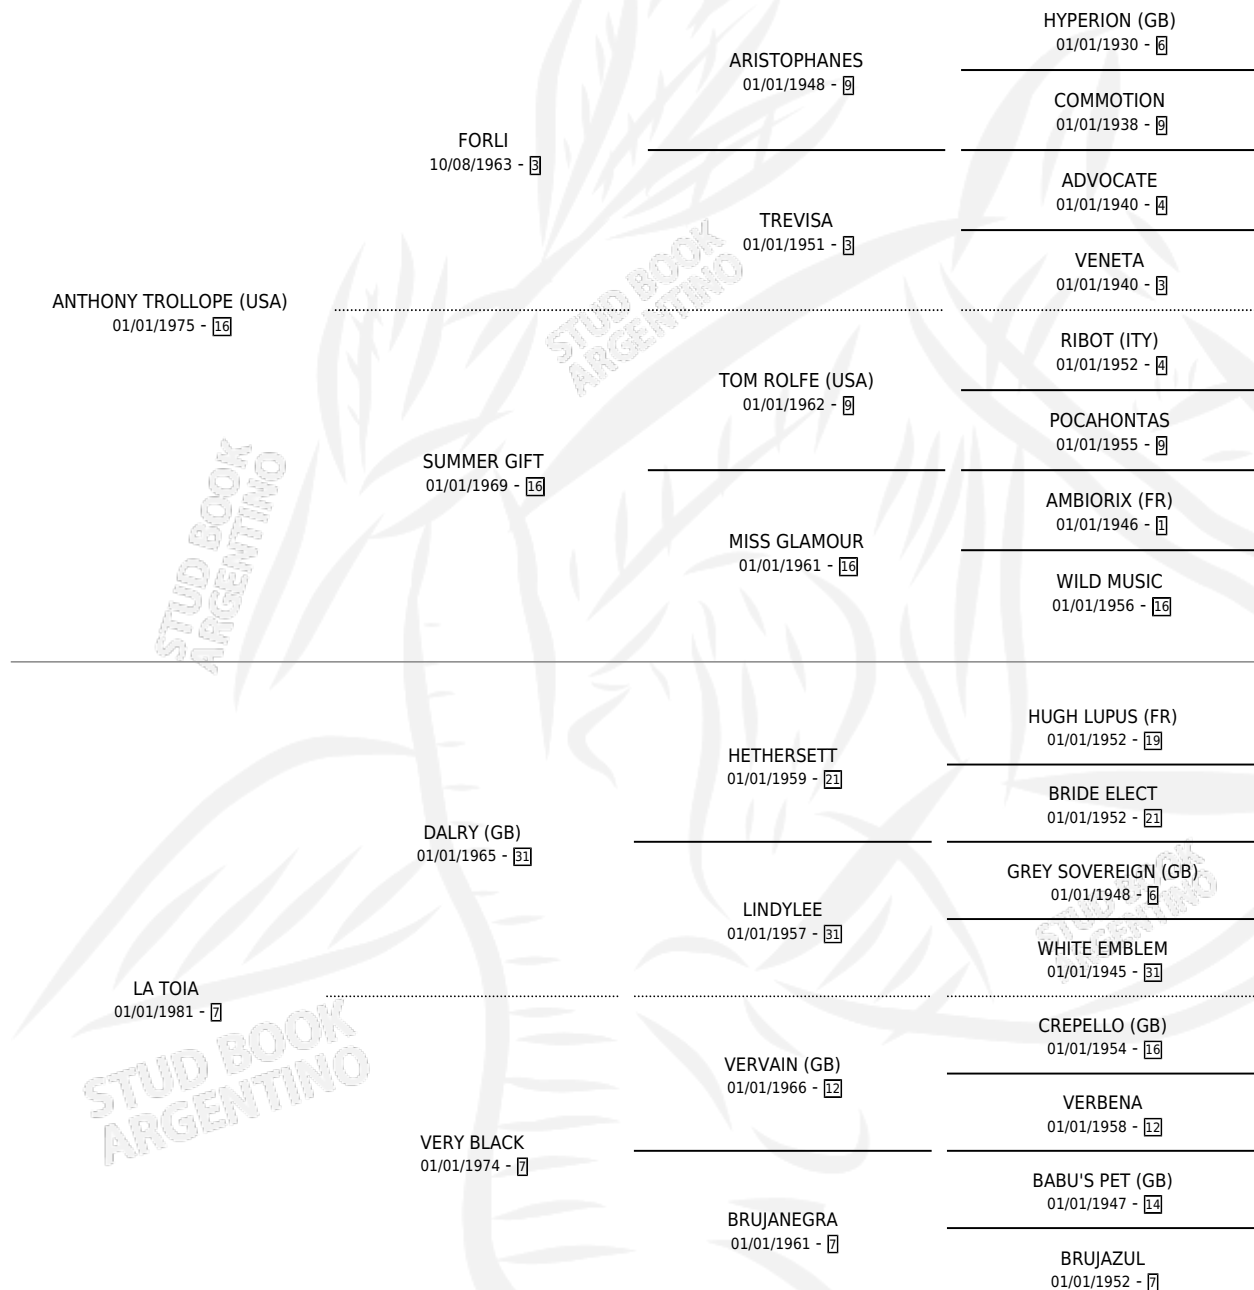 HYPERION (GB)
01/01/1930 - 6
ARISTOPHANES
01/01/1948 - 9
COMMOTION
01/01/1938 - 9
FORLI
10/08/1963 - 3
ADVOCATE
01/01/1940 - 4
TREVISA
01/01/1951 - 3
VENETA
01/01/1940 - 3
ANTHONY TROLLOPE (USA)
01/01/1975 - 16
RIBOT (ITY)
01/01/1952 - 4
TOM ROLFE (USA)
01/01/1962 - 9
POCAHONTAS
01/01/1955 - 9
SUMMER GIFT
01/01/1969 - 16
AMBIORIX (FR)
01/01/1946 - 1
MISS GLAMOUR
01/01/1961 - 16
WILD MUSIC
01/01/1956 - 16
HUGH LUPUS (FR)
01/01/1952 - 19
HETHERSETT
01/01/1959 - 21
BRIDE ELECT
01/01/1952 - 21
DALRY (GB)
01/01/1965 - 31
GREY SOVEREIGN (GB)
01/01/1948 - 6
LINDYLEE
01/01/1957 - 31
WHITE EMBLEM
01/01/1945 - 31
LA TOIA
01/01/1981 - 7
CREPELLO (GB)
01/01/1954 - 16
VERVAIN (GB)
01/01/1966 - 12
VERBENA
01/01/1958 - 12
VERY BLACK
01/01/1974 - 7
BABU'S PET (GB)
01/01/1947 - 14
BRUJANEGRA
01/01/1961 - 7
BRUJAZUL
01/01/1952 - 7
STUD BOOK
ARGENTINO
STUD BOOK
ARGENTINO
STUD BOOK
ARGENTINO
STUD BOOK
ARGENTINO